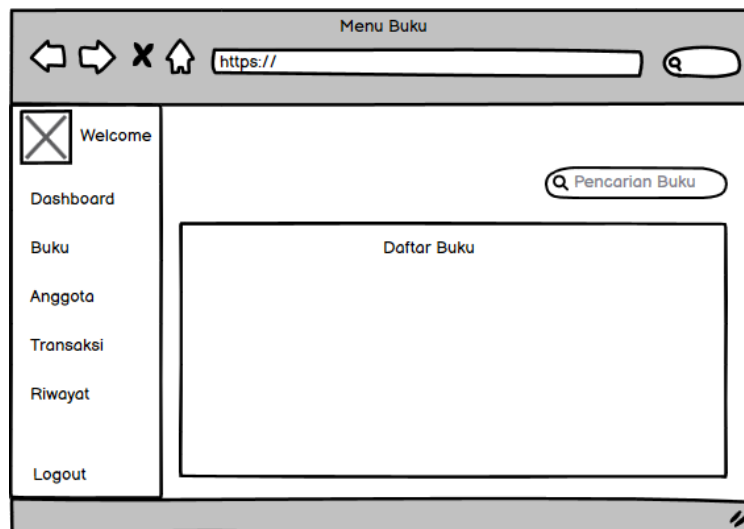 Menu Buku
https://
Welcome
Pencarian Buku
Dashboard
Buku
Daftar Buku
Anggota
Transaksi
Riwayat
Logout